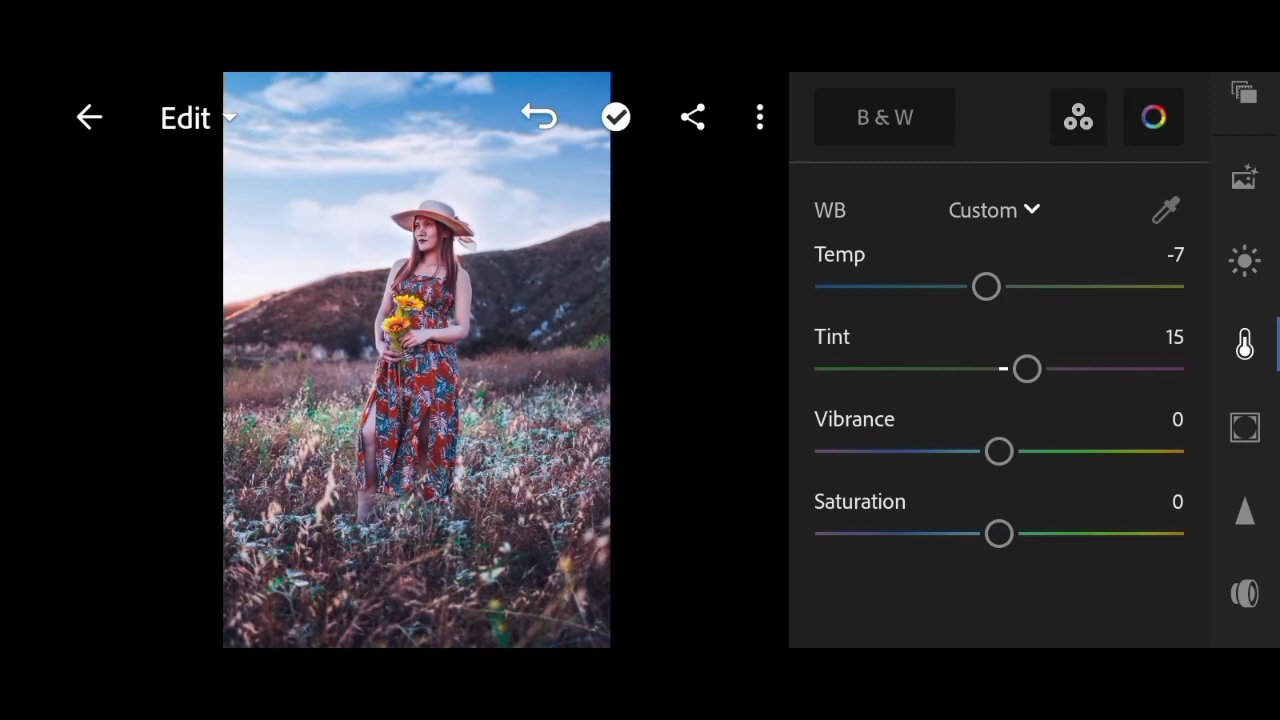 Edit
B & W
WB Custom
Temp -7
Tint 15
Vibrance 0
Saturation 0